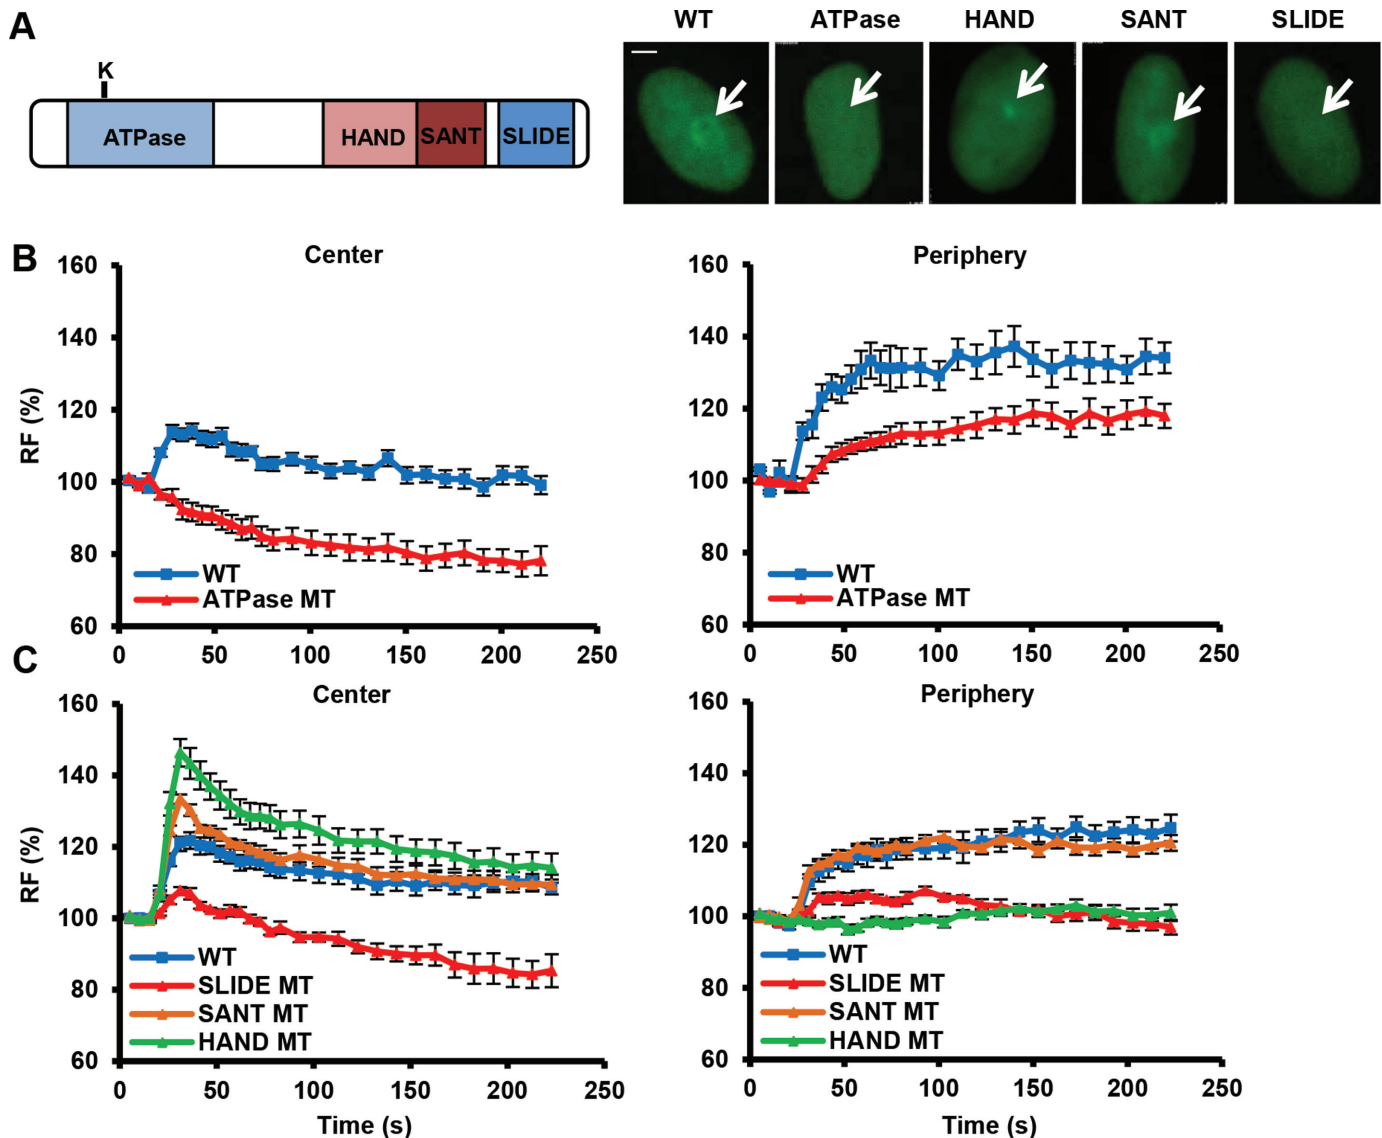 A
WT ATPase HAND SANT SLIDE
K
ATPase HAND SANT SLIDE
B
Center
160
140
120
100
80
60
RF (%)
WT
ATPase MT
0 50 100 150 200 250
Periphery
160
140
120
100
80
60
WT
ATPase MT
0 50 100 150 200 250
C
Center
160
140
120
100
80
60
RF (%)
WT
SLIDE MT
SANT MT
HAND MT
0 50 100 150 200 250
Time (s)
Periphery
160
140
120
100
80
60
WT
SLIDE MT
SANT MT
HAND MT
0 50 100 150 200 250
Time (s)